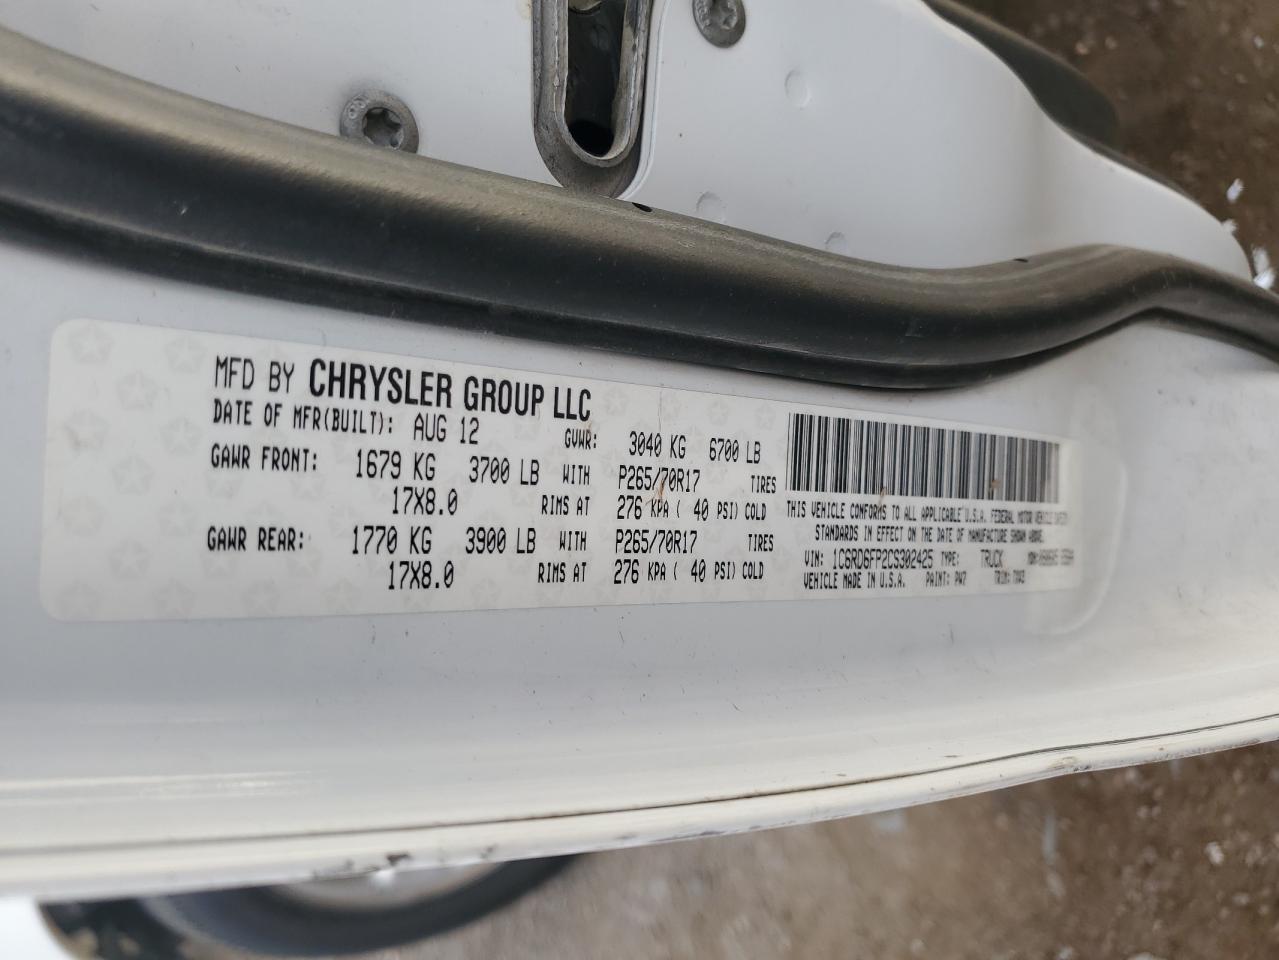 MFD BY CHRYSLER GROUP LLC
DATE OF MFR(BUILT): AUG 12 GVWR: 3040 KG 6700 LB
GAWR FRONT: 1679 KG 3700 LB WITH P265/70R17 TIRES
17X8.0 RIMS AT 276 KPA ( 40 PSI) COLD
GAWR REAR: 1770 KG 3900 LB WITH P265/70R17 TIRES
17X8.0 RIMS AT 276 KPA ( 40 PSI) COLD
THIS VEHICLE CONFORMS TO ALL APPLICABLE U.S.A. FEDERAL MOTOR VEHICLE SAFETY
STANDARDS IN EFFECT ON THE DATE OF MANUFACTURE SHOWN ABOVE.
VIN: 1C6RD6FP2CS302425 TYPE: TRUCK MDH:
VEHICLE MADE IN U.S.A. PAINT: PW7 TRIM: